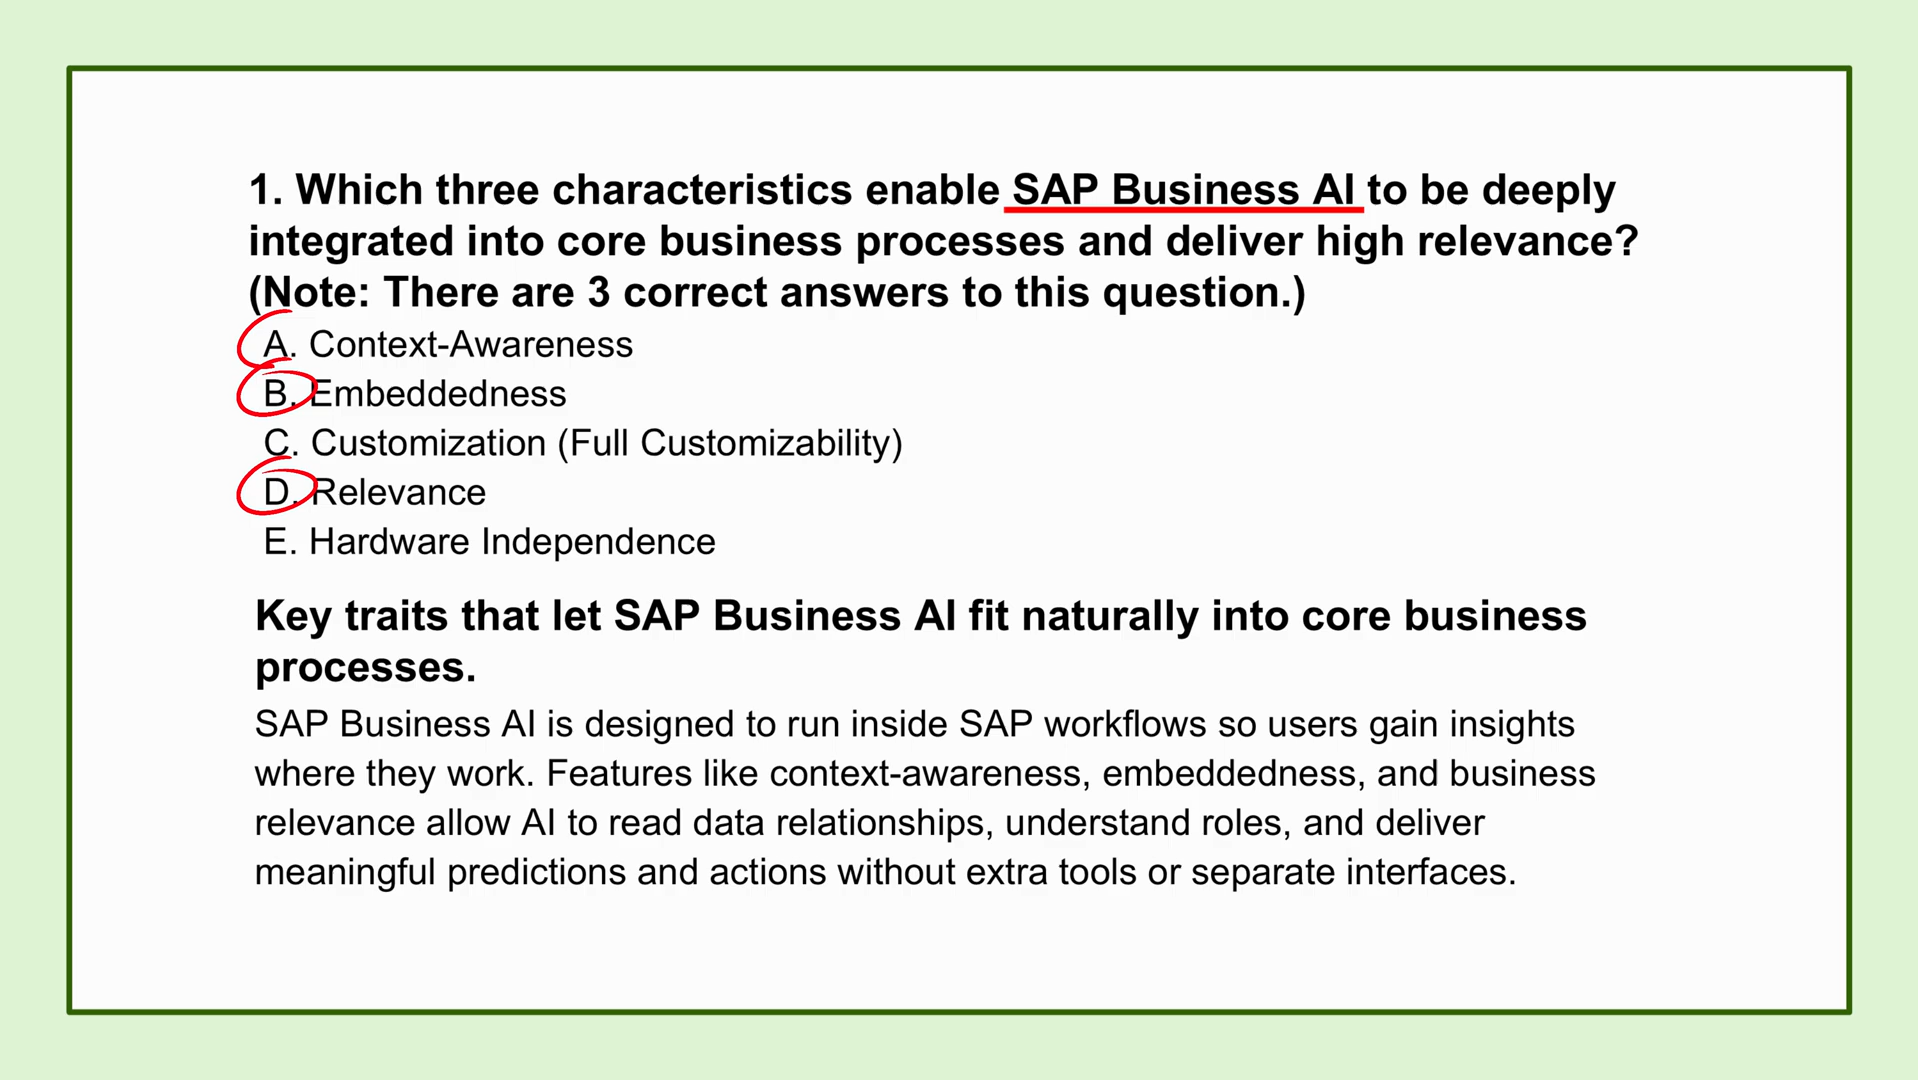 1. Which three characteristics enable SAP Business AI to be deeply
integrated into core business processes and deliver high relevance?
(Note: There are 3 correct answers to this question.)
A. Context-Awareness
B. Embeddedness
C. Customization (Full Customizability)
D. Relevance
E. Hardware Independence
Key traits that let SAP Business AI fit naturally into core business
processes.
SAP Business AI is designed to run inside SAP workflows so users gain insights
where they work. Features like context-awareness, embeddedness, and business
relevance allow AI to read data relationships, understand roles, and deliver
meaningful predictions and actions without extra tools or separate interfaces.